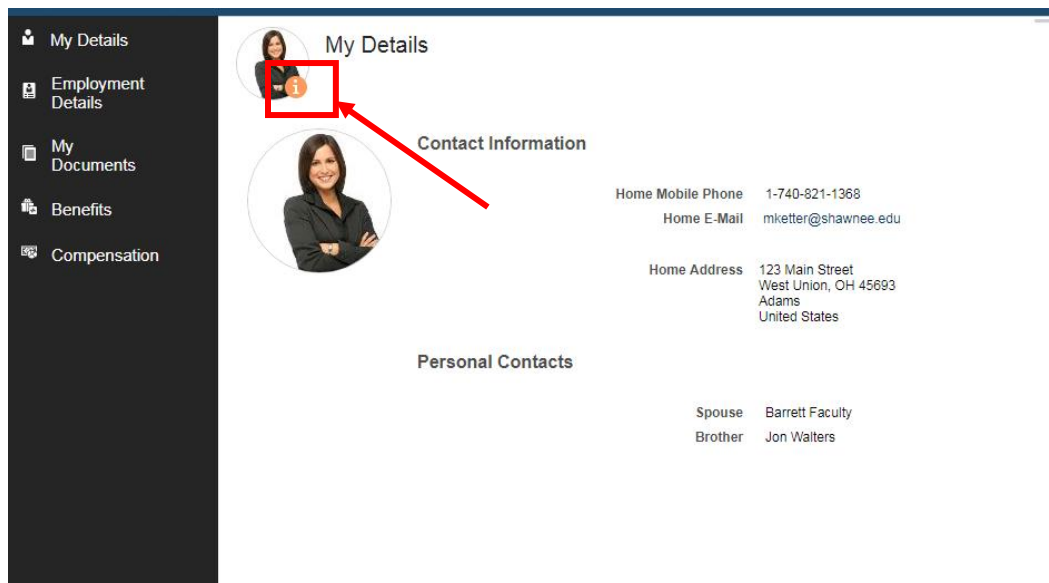 My Details
Employment
Details
My
Documents
Benefits
Compensation
My Details
i
Contact Information
Home Mobile Phone 1-740-821-1368
Home E-Mail mketter@shawnee.edu
Home Address 123 Main Street
West Union, OH 45693
Adams
United States
Personal Contacts
Spouse Barrett Faculty
Brother Jon Walters